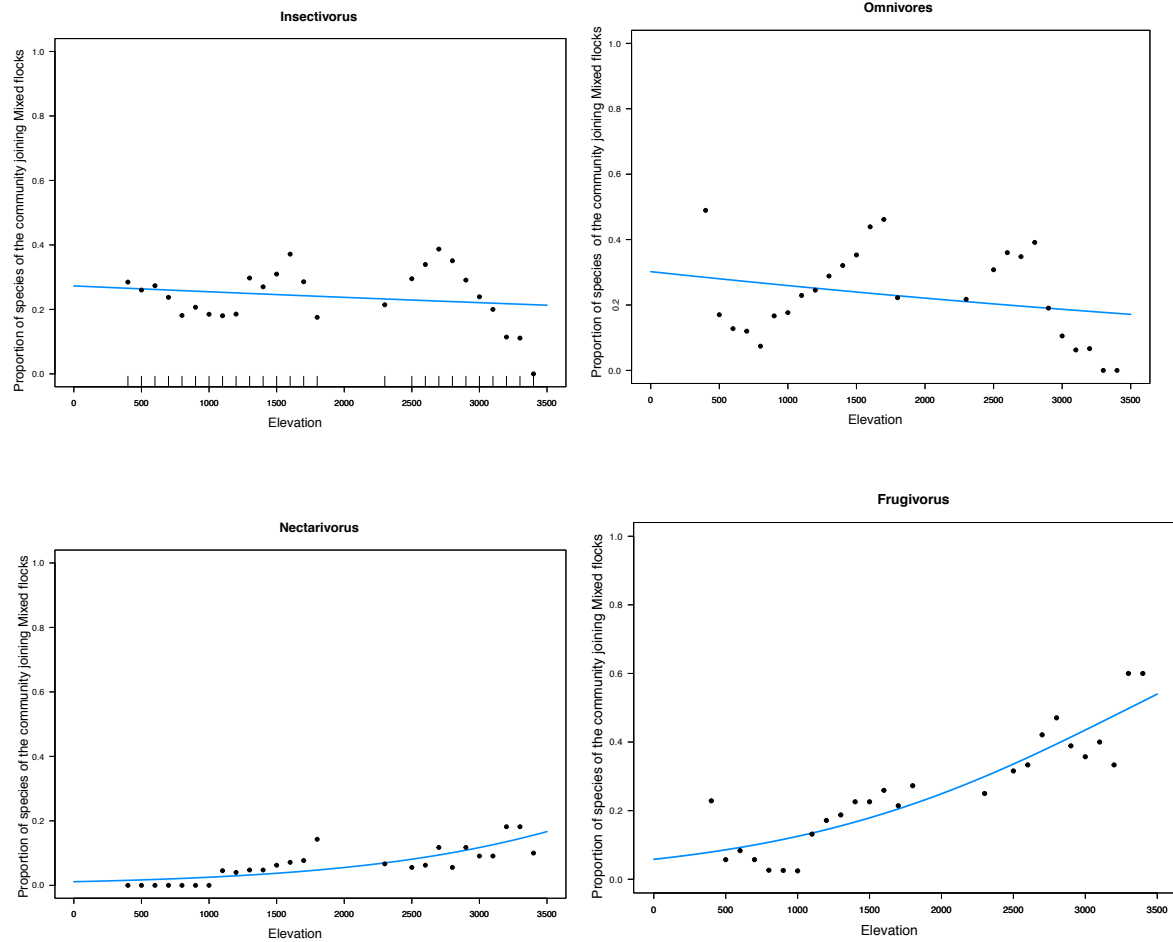 Insectivorus
Proportion of species of the community joining Mixed flocks
1.0
0.8
0.6
0.4
0.2
0.0
0 500 1000 1500 2000 2500 3000 3500
Elevation
Omnivores
Proportion of species of the community joining Mixed flocks
1.0
0.8
0.6
0.4
0.2
0.0
0 500 1000 1500 2000 2500 3000 3500
Elevation
Nectarivorus
Proportion of species of the community joining Mixed flocks
1.0
0.8
0.6
0.4
0.2
0.0
0 500 1000 1500 2000 2500 3000 3500
Elevation
Frugivorus
Proportion of species of the community joining Mixed flocks
1.0
0.8
0.6
0.4
0.2
0.0
0 500 1000 1500 2000 2500 3000 3500
Elevation